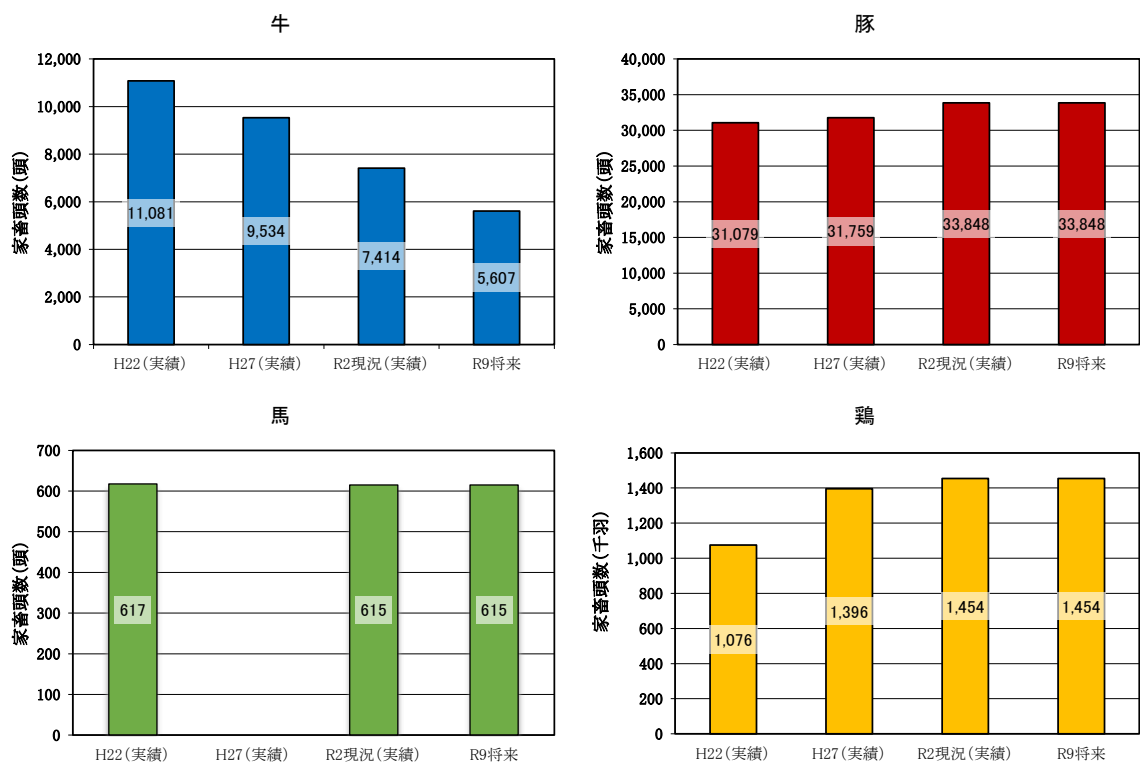 牛
家畜頭数(頭)
12,000
10,000
8,000
6,000
4,000
2,000
0
11,081
9,534
7,414
5,607
H22(実績)
H27(実績)
R2現況(実績)
R9将来
豚
家畜頭数(頭)
40,000
35,000
30,000
25,000
20,000
15,000
10,000
5,000
0
31,079
31,759
33,848
33,848
H22(実績)
H27(実績)
R2現況(実績)
R9将来
馬
家畜頭数(頭)
700
600
500
400
300
200
100
0
617
615
615
H22(実績)
H27(実績)
R2現況(実績)
R9将来
鶏
家畜頭数(千羽)
1,600
1,400
1,200
1,000
800
600
400
200
0
1,076
1,396
1,454
1,454
H22(実績)
H27(実績)
R2現況(実績)
R9将来